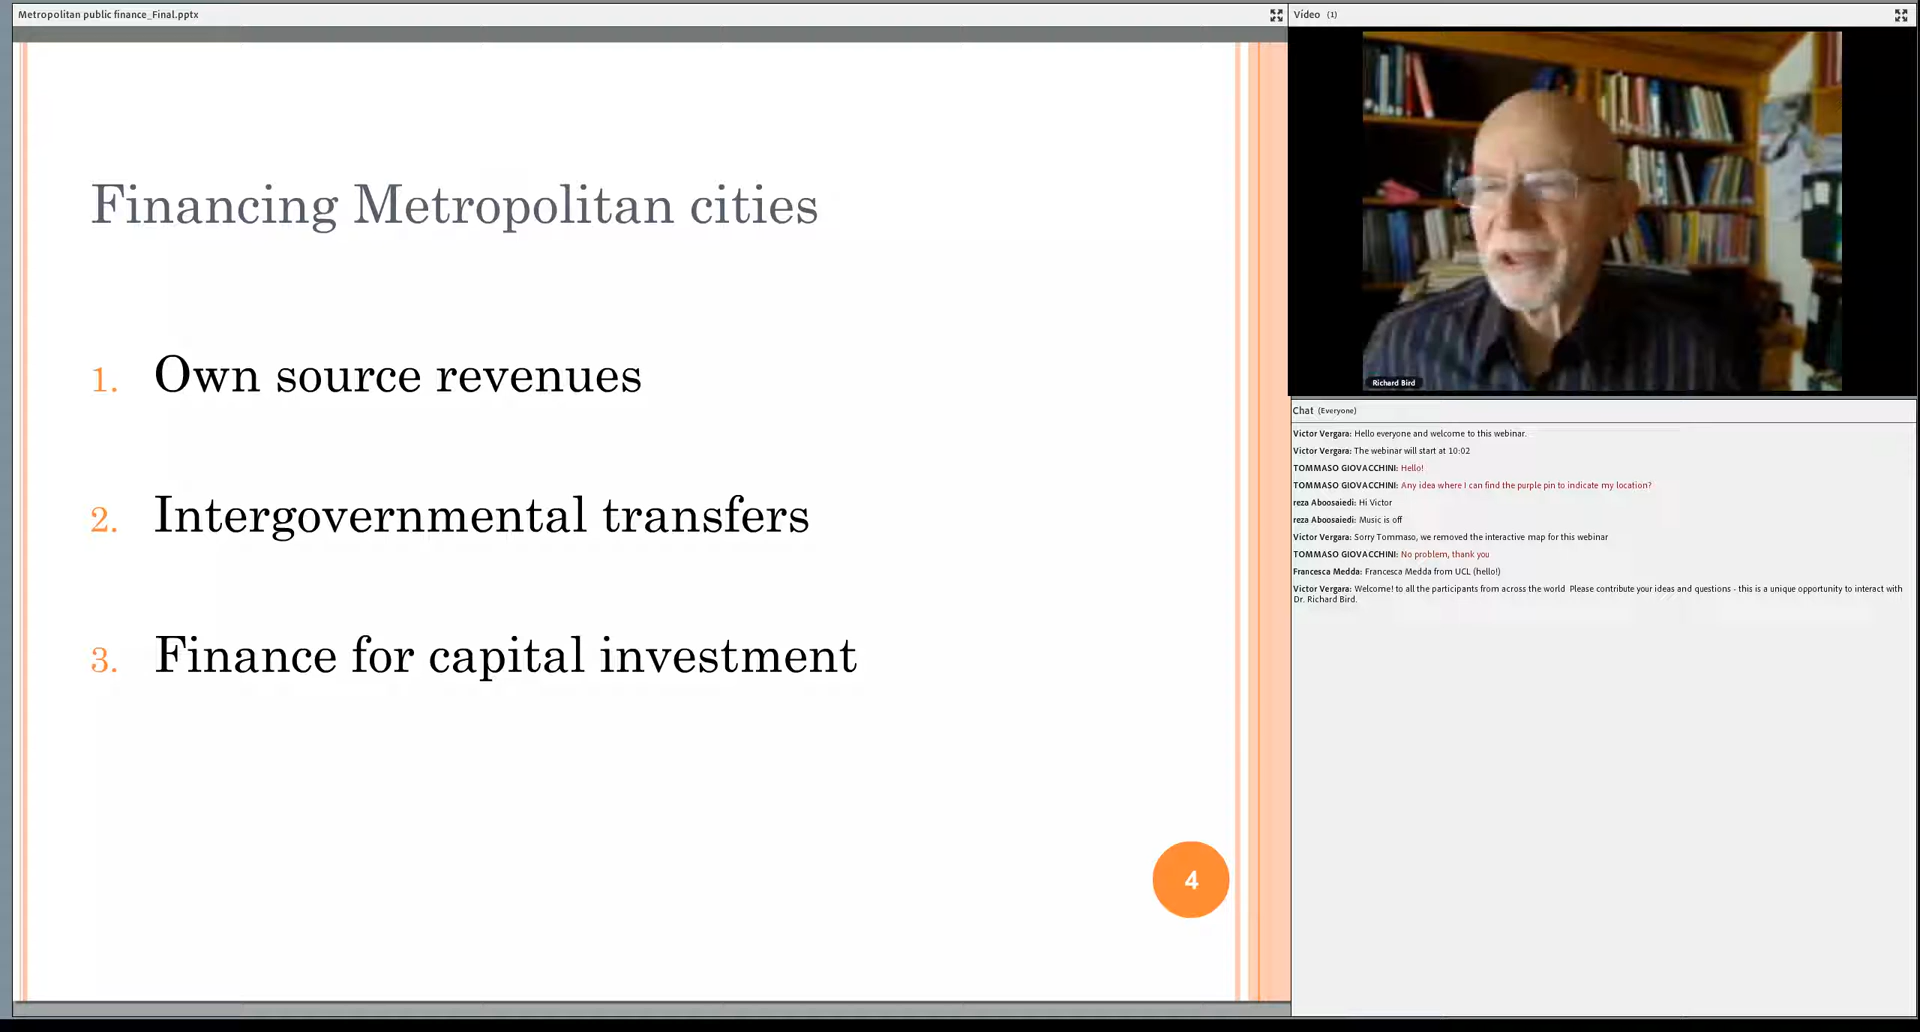 Metropolitan public finance_Final.pptx
Financing Metropolitan cities
1. Own source revenues
2. Intergovernmental transfers
3. Finance for capital investment
4
Vídeo (1)
Richard Bird
Chat (Everyone)
Victor Vergara: Hello everyone and welcome to this webinar.
Victor Vergara: The webinar will start at 10:02
TOMMASO GIOVACCHINI: Hello!
TOMMASO GIOVACCHINI: Any idea where I can find the purple pin to indicate my location?
reza Aboosaiedi: Hi Victor
reza Aboosaiedi: Music is off
Victor Vergara: Sorry Tommaso, we removed the interactive map for this webinar
TOMMASO GIOVACCHINI: No problem, thank you
Francesca Medda: Francesca Medda from UCL (hello!)
Victor Vergara: Welcome! to all the participants from across the world  Please contribute your ideas and questions - this is a unique opportunity to interact with
Dr. Richard Bird.